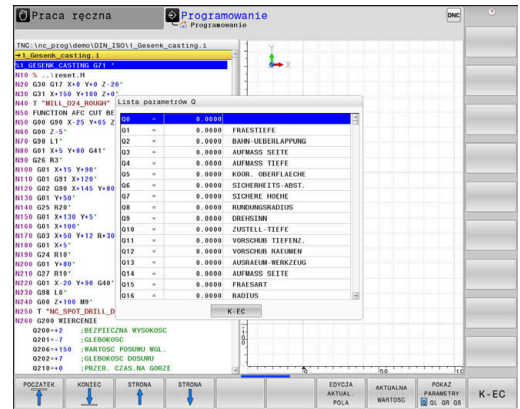 Praca ręczna
Programowanie
Programowanie
DNC
TNC:\nc_prog\demo\DIN_ISO\1_Gesenk_casting.i
→1_Gesenk_casting.i
%1_GESENK_CASTING G71 *
N10 % ..\reset.H
N20 G30 G17 X+0 Y+0 Z-20*
N30 G31 X+150 Y+100 Z+0*
N40 T "MILL_D24_ROUGH"
N50 FUNCTION AFC CUT BE
N50 G00 G90 X-25 Y+65 Z
N60 G00 Z-5*
N70 G98 L1*
N80 G01 X+5 Y+80 G41*
N90 G26 R3*
N100 G01 X+15 Y+90*
N110 G01 G91 X+120*
N120 G02 G90 X+145 Y+80
N130 G01 Y+50*
N140 G25 R20*
N150 G01 X+130 Y+5*
N160 G01 X+100*
N170 G03 X+50 Y+12 R+30
N180 G01 X+5*
N190 G24 R10*
N200 G01 Y+80*
N210 G27 R10*
N220 G01 X-20 Y+90 G40*
N230 G98 L0*
N240 G00 Z+100 M9*
N250 T "NC_SPOT_DRILL_D
N260 G200 WIERCENIE
Q200=+2 ;BEZPIECZNA WYSOKOSC
Q201=-7 ;GLEBOKOSC
Q206=+150 ;WARTOSC POSUWU WGL.
Q202=+7 ;GLEBOKOSC DOSUWU
Q210=+0 ;PRZER. CZAS.NA GORZE
Lista parametrów Q
Q0 = 0.0000
Q1 = 0.0000 FRAESTIEFE
Q2 = 0.0000 BAHN-UEBERLAPPUNG
Q3 = 0.0000 AUFMASS SEITE
Q4 = 0.0000 AUFMASS TIEFE
Q5 = 0.0000 KOOR. OBERFLAECHE
Q6 = 0.0000 SICHERHEITS-ABST.
Q7 = 0.0000 SICHERE HOEHE
Q8 = 0.0000 RUNDUNGSRADIUS
Q9 = 0.0000 DREHSINN
Q10 = 0.0000 ZUSTELL-TIEFE
Q11 = 0.0000 VORSCHUB TIEFENZ.
Q12 = 0.0000 VORSCHUB RAEUMEN
Q13 = 0.0000 AUSRAEUM-WERKZEUG
Q14 = 0.0000 AUFMASS SEITE
Q15 = 0.0000 FRAESART
Q16 = 0.0000 RADIUS
K-EC
Y
X
0
50
POCZATEK
KONIEC
STRONA
STRONA
EDYCJA AKTUAL. POLA
AKTUALNA WARTOSC
POKAZ PARAMETRY Q QL QR QS
K-EC